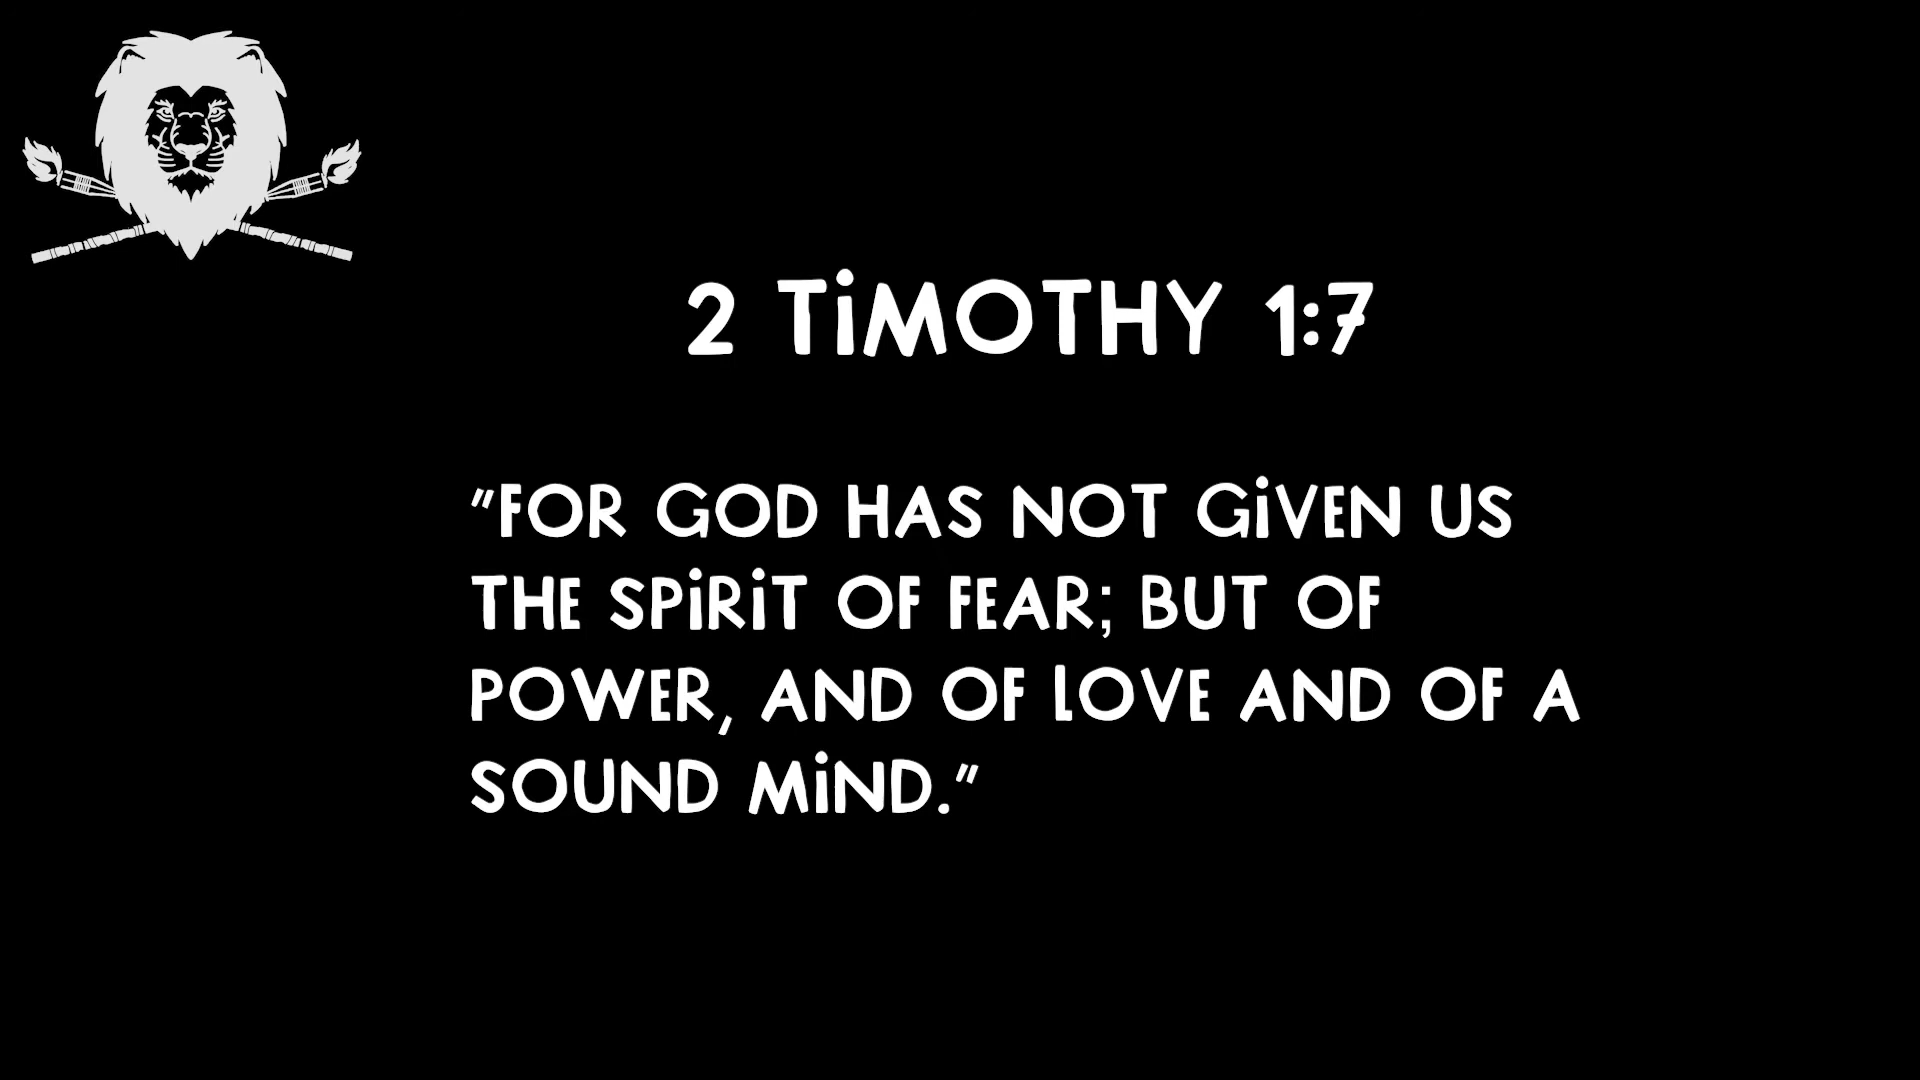 2 TiMOTHY 1:7
"FOR GOD HAS NOT GiVEN US
THE SPiRiT OF FEAR; BUT OF
POWER, AND OF LOVE AND OF A
SOUND MiND."